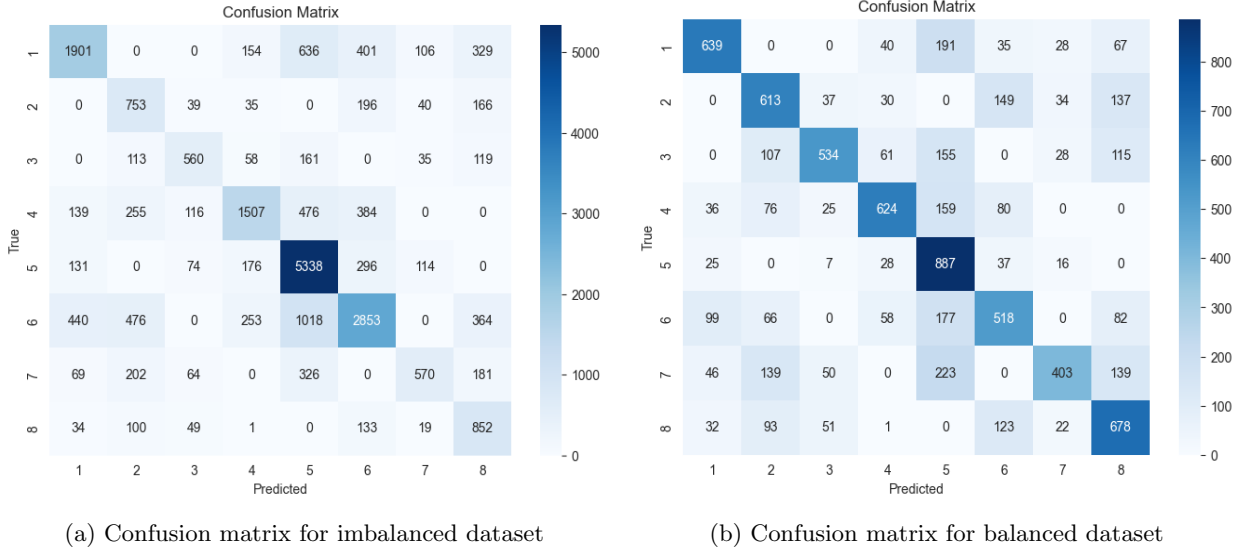 Confusion Matrix
1 1901 0 0 154 636 401 106 329
2 0 753 39 35 0 196 40 166
3 0 113 560 58 161 0 35 119
4 139 255 116 1507 476 384 0 0
5 131 0 74 176 5338 296 114 0
6 440 476 0 253 1018 2853 0 364
7 69 202 64 0 326 0 570 181
8 34 100 49 1 0 133 19 852
1 2 3 4 5 6 7 8
Predicted
True
5000
4000
3000
2000
1000
0
(a) Confusion matrix for imbalanced dataset
Confusion Matrix
1 639 0 0 40 191 35 28 67
2 0 613 37 30 0 149 34 137
3 0 107 534 61 155 0 28 115
4 36 76 25 624 159 80 0 0
5 25 0 7 28 887 37 16 0
6 99 66 0 58 177 518 0 82
7 46 139 50 0 223 0 403 139
8 32 93 51 1 0 123 22 678
1 2 3 4 5 6 7 8
Predicted
True
800
700
600
500
400
300
200
100
0
(b) Confusion matrix for balanced dataset